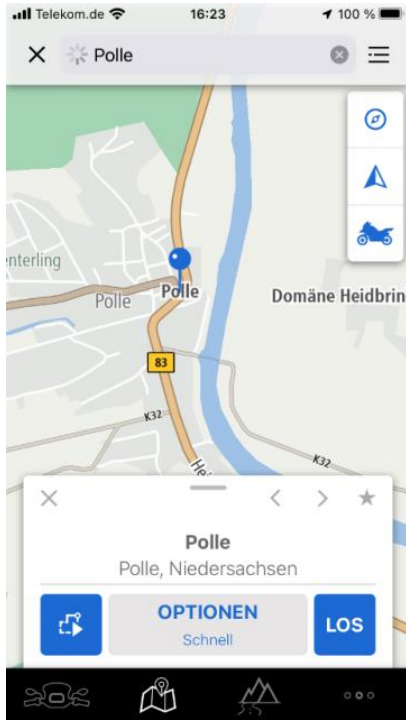 Telekom.de 16:23 100 %
Polle
enterling
Polle
Polle
Domäne Heidbrin
83
K32
K32
Polle
Polle, Niedersachsen
OPTIONEN
Schnell
LOS